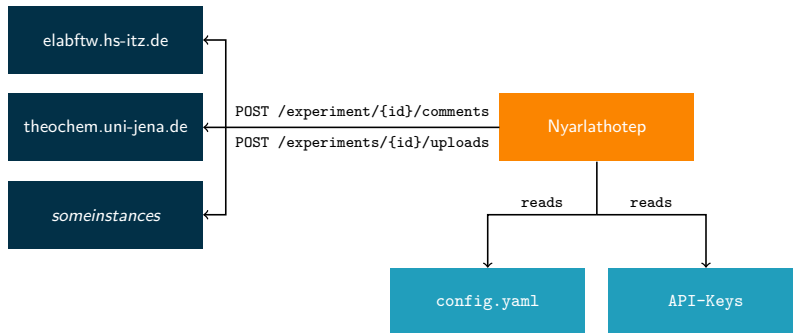 elabftw.hs-itz.de
POST /experiment/{id}/comments
theochem.uni-jena.de
Nyarlathotep
POST /experiments/{id}/uploads
someinstances
reads
reads
config.yaml
API-Keys